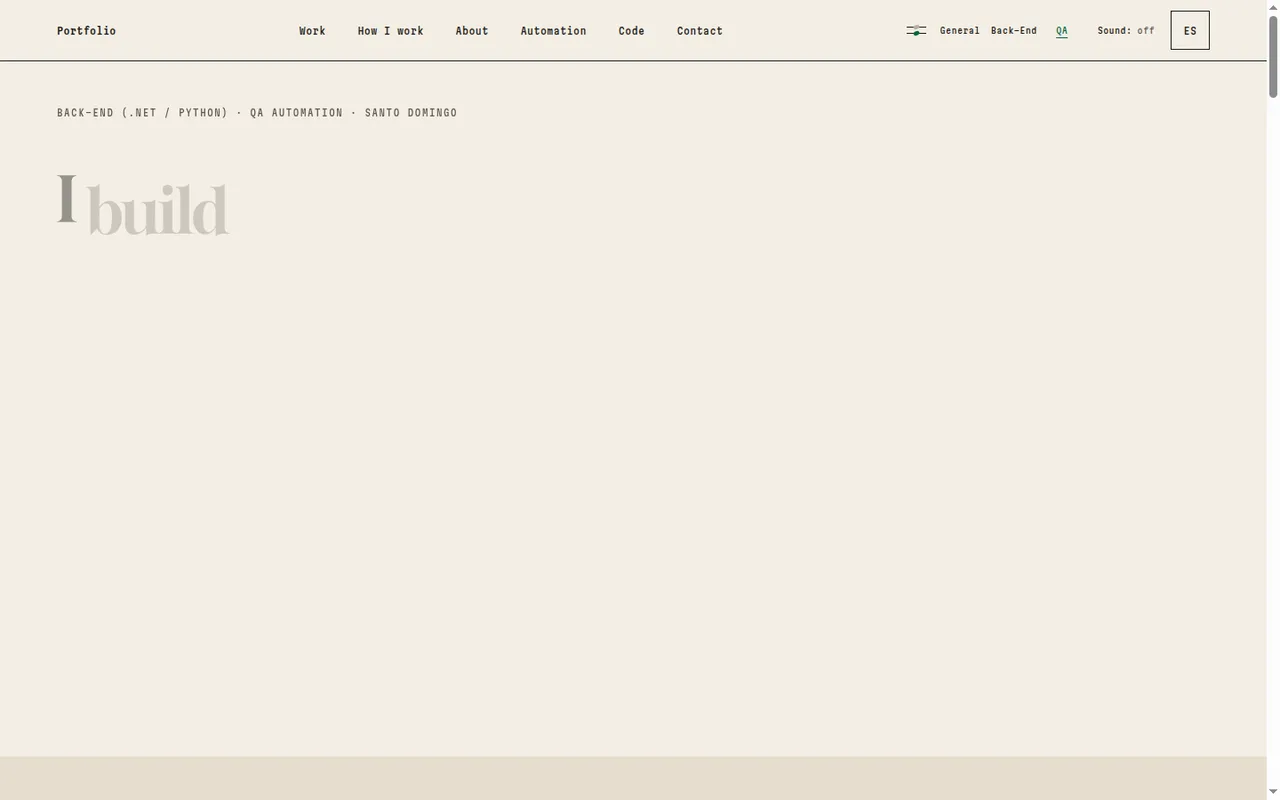 Portfolio Work How I work About Automation Code Contact General Back-End QA Sound: off ES
BACK-END (.NET / PYTHON) · QA AUTOMATION · SANTO DOMINGO
I build